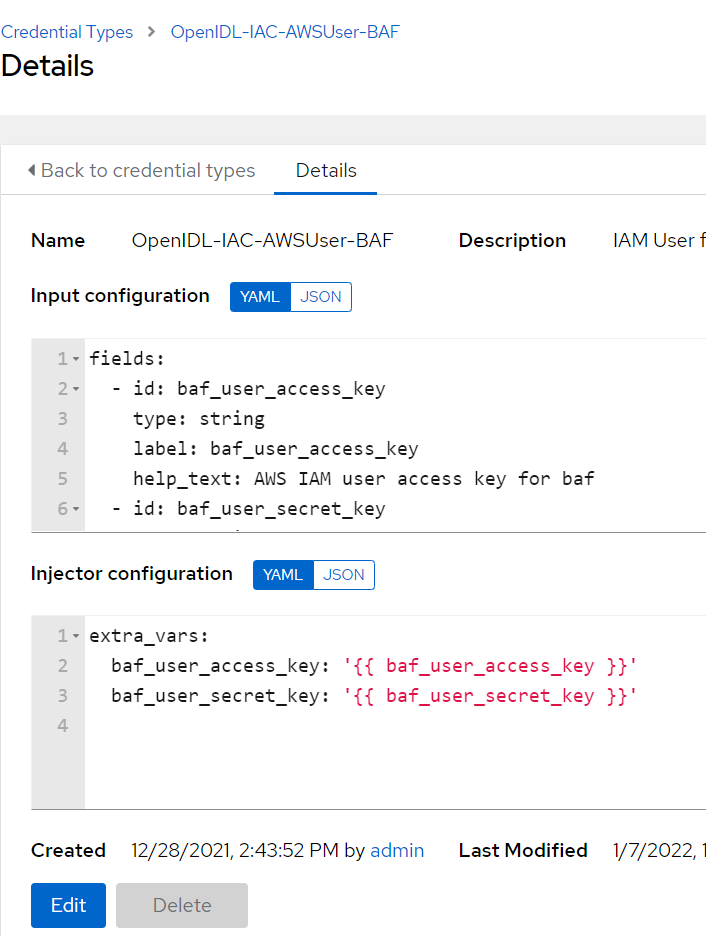 Credential Types > OpenIDL-IAC-AWSUser-BAF
Details
Back to credential types Details
Name OpenIDL-IAC-AWSUser-BAF Description IAM User f
Input configuration YAML JSON
1 fields:
2 - id: baf_user_access_key
3 type: string
4 label: baf_user_access_key
5 help_text: AWS IAM user access key for baf
6 - id: baf_user_secret_key
Injector configuration YAML JSON
1 extra_vars:
2 baf_user_access_key: '{{ baf_user_access_key }}'
3 baf_user_secret_key: '{{ baf_user_secret_key }}'
4
Created 12/28/2021, 2:43:52 PM by admin Last Modified 1/7/2022, 1
Edit Delete